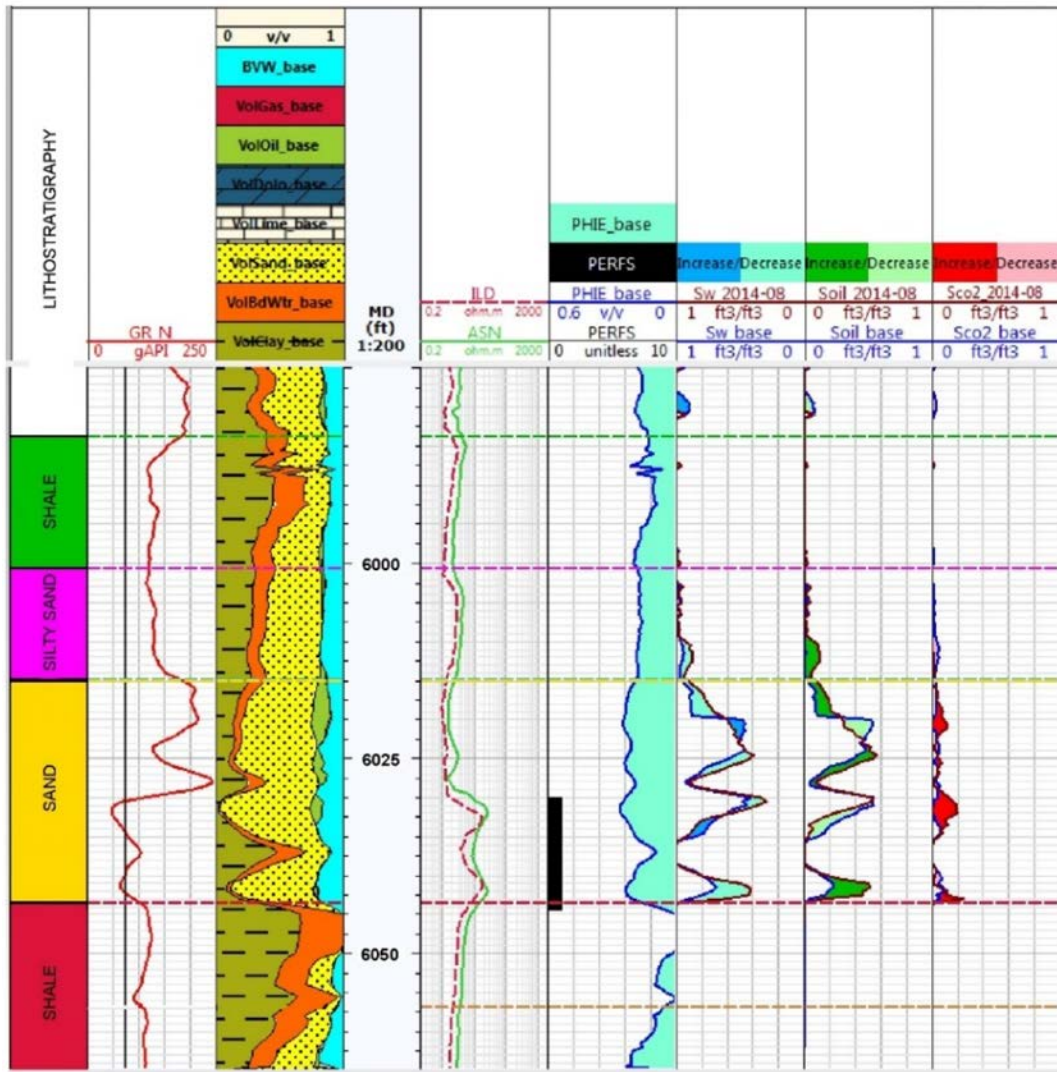 LITHOSTRATIGRAPHY
GR_N
0 gAPI 250
0 v/v 1
BVW_base
VolGas_base
VolOil_base
VolDolo_base
VolLime_base
VolSand_base
VolBdWtr_base
VolClay_base
MD
(ft)
1:200
ILD
0.2 ohm.m 2000
ASN
0.2 ohm.m 2000
PHIE_base
PERFS
PHIE_base
0.6 v/v 0
PERFS
0 unitless 10
Increase/Decrease
Sw_2014-08
1 ft3/ft3 0
Sw_base
1 ft3/ft3 0
Increase/Decrease
Soil_2014-08
0 ft3/ft3 1
Soil_base
0 ft3/ft3 1
Increase/Decrease
Sco2_2014-08
0 ft3/ft3 1
Sco2_base
0 ft3/ft3 1
SHALE
SILTY SAND
SAND
SHALE
6000
6025
6050